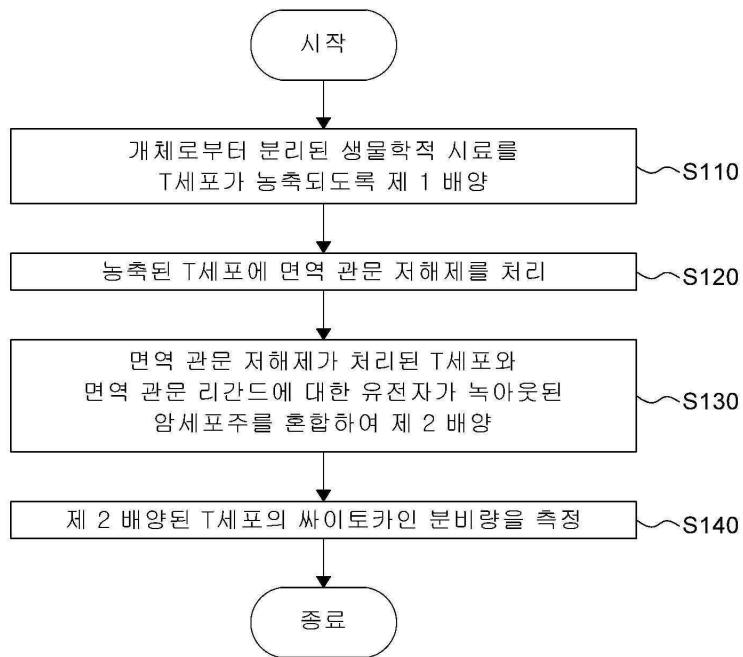 시작
개체로부터 분리된 생물학적 시료를
T세포가 농축되도록 제 1 배양
S110
농축된 T세포에 면역 관문 저해제를 처리
S120
면역 관문 저해제가 처리된 T세포와
면역 관문 리간드에 대한 유전자가 녹아웃된
암세포주를 혼합하여 제 2 배양
S130
제 2 배양된 T세포의 싸이토카인 분비량을 측정
S140
종료